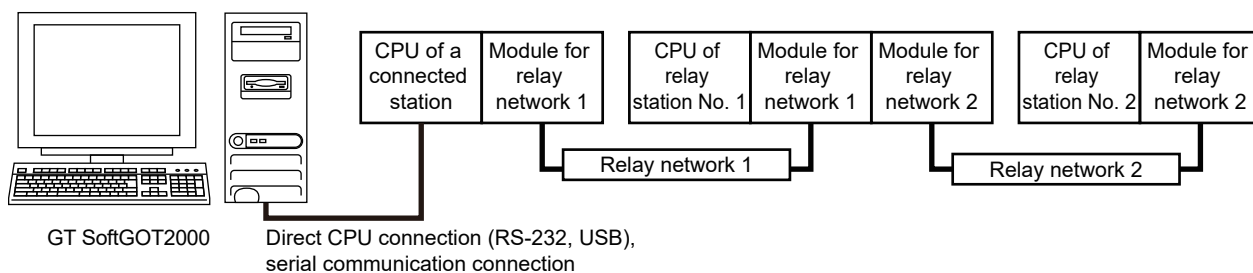 CPU of a
connected
station
Module for
relay
network 1
CPU of
relay
station No. 1
Module for
relay
network 1
Module for
relay
network 2
CPU of
relay
station No. 2
Module for
relay
network 2
Relay network 1
Relay network 2
GT SoftGOT2000
Direct CPU connection (RS-232, USB),
serial communication connection